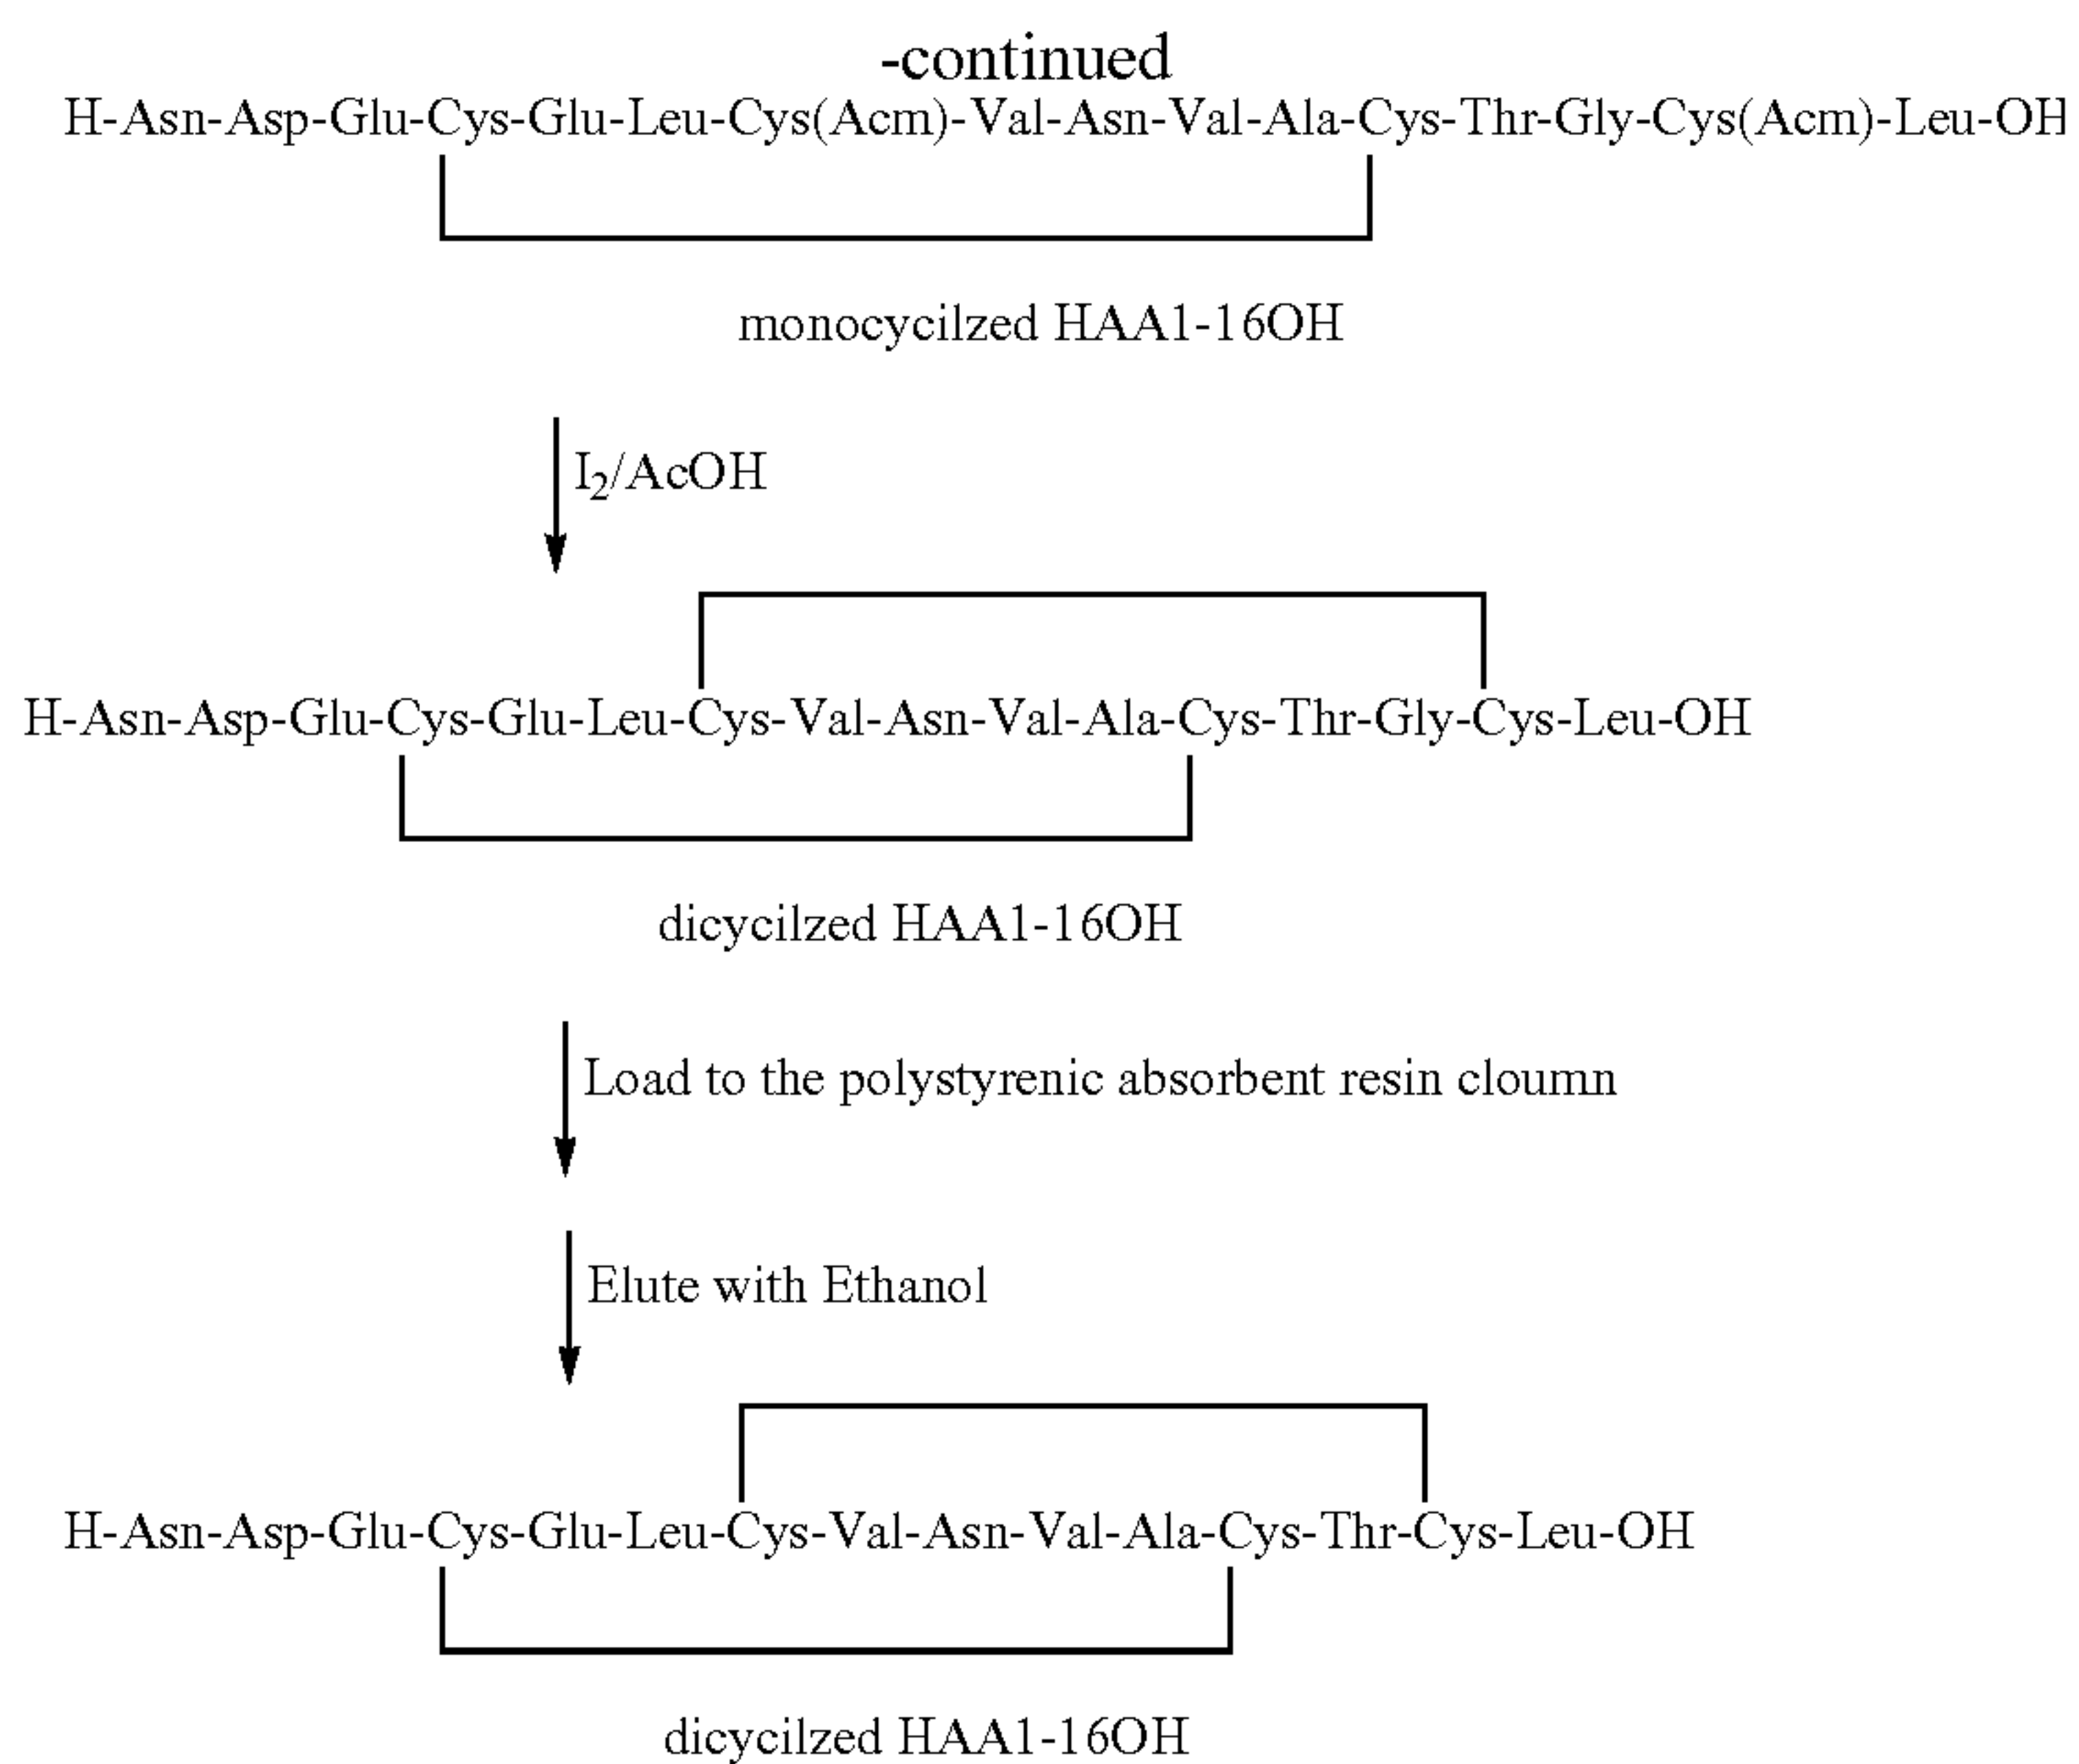 -continued
H-Asn-Asp-Glu-Cys-Glu-Leu-Cys(Acm)-Val-Asn-Val-Ala-Cys-Thr-Gly-Cys(Acm)-Leu-OH
monocycilzed HAA1-16OH
I2/AcOH
H-Asn-Asp-Glu-Cys-Glu-Leu-Cys-Val-Asn-Val-Ala-Cys-Thr-Gly-Cys-Leu-OH
dicycilzed HAA1-16OH
Load to the polystyrenic absorbent resin cloumn
Elute with Ethanol
H-Asn-Asp-Glu-Cys-Glu-Leu-Cys-Val-Asn-Val-Ala-Cys-Thr-Cys-Leu-OH
dicycilzed HAA1-16OH